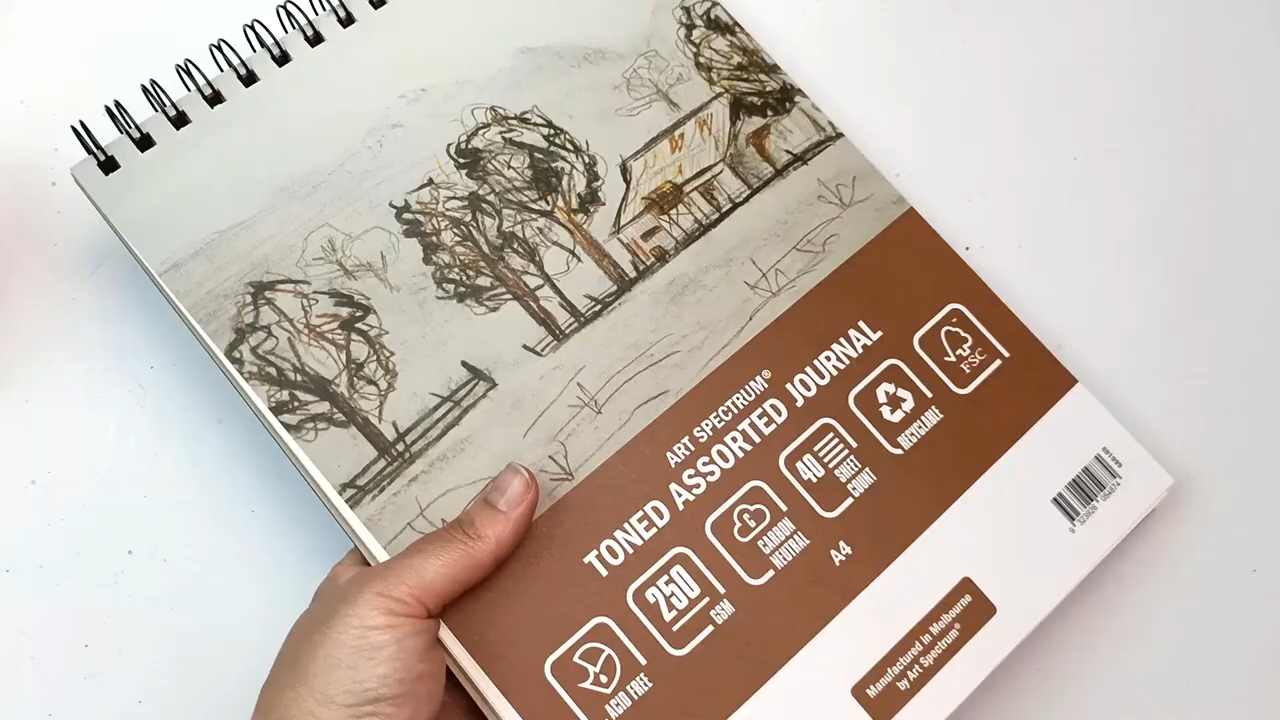 ART SPECTRUM®
TONED ASSORTED JOURNAL
ACID FREE
250
GSM
C
CARBON
NEUTRAL
40
SHEET
COUNT
RECYCLABLE
FSC
A4
Manufactured in Melbourne
by Art Spectrum®